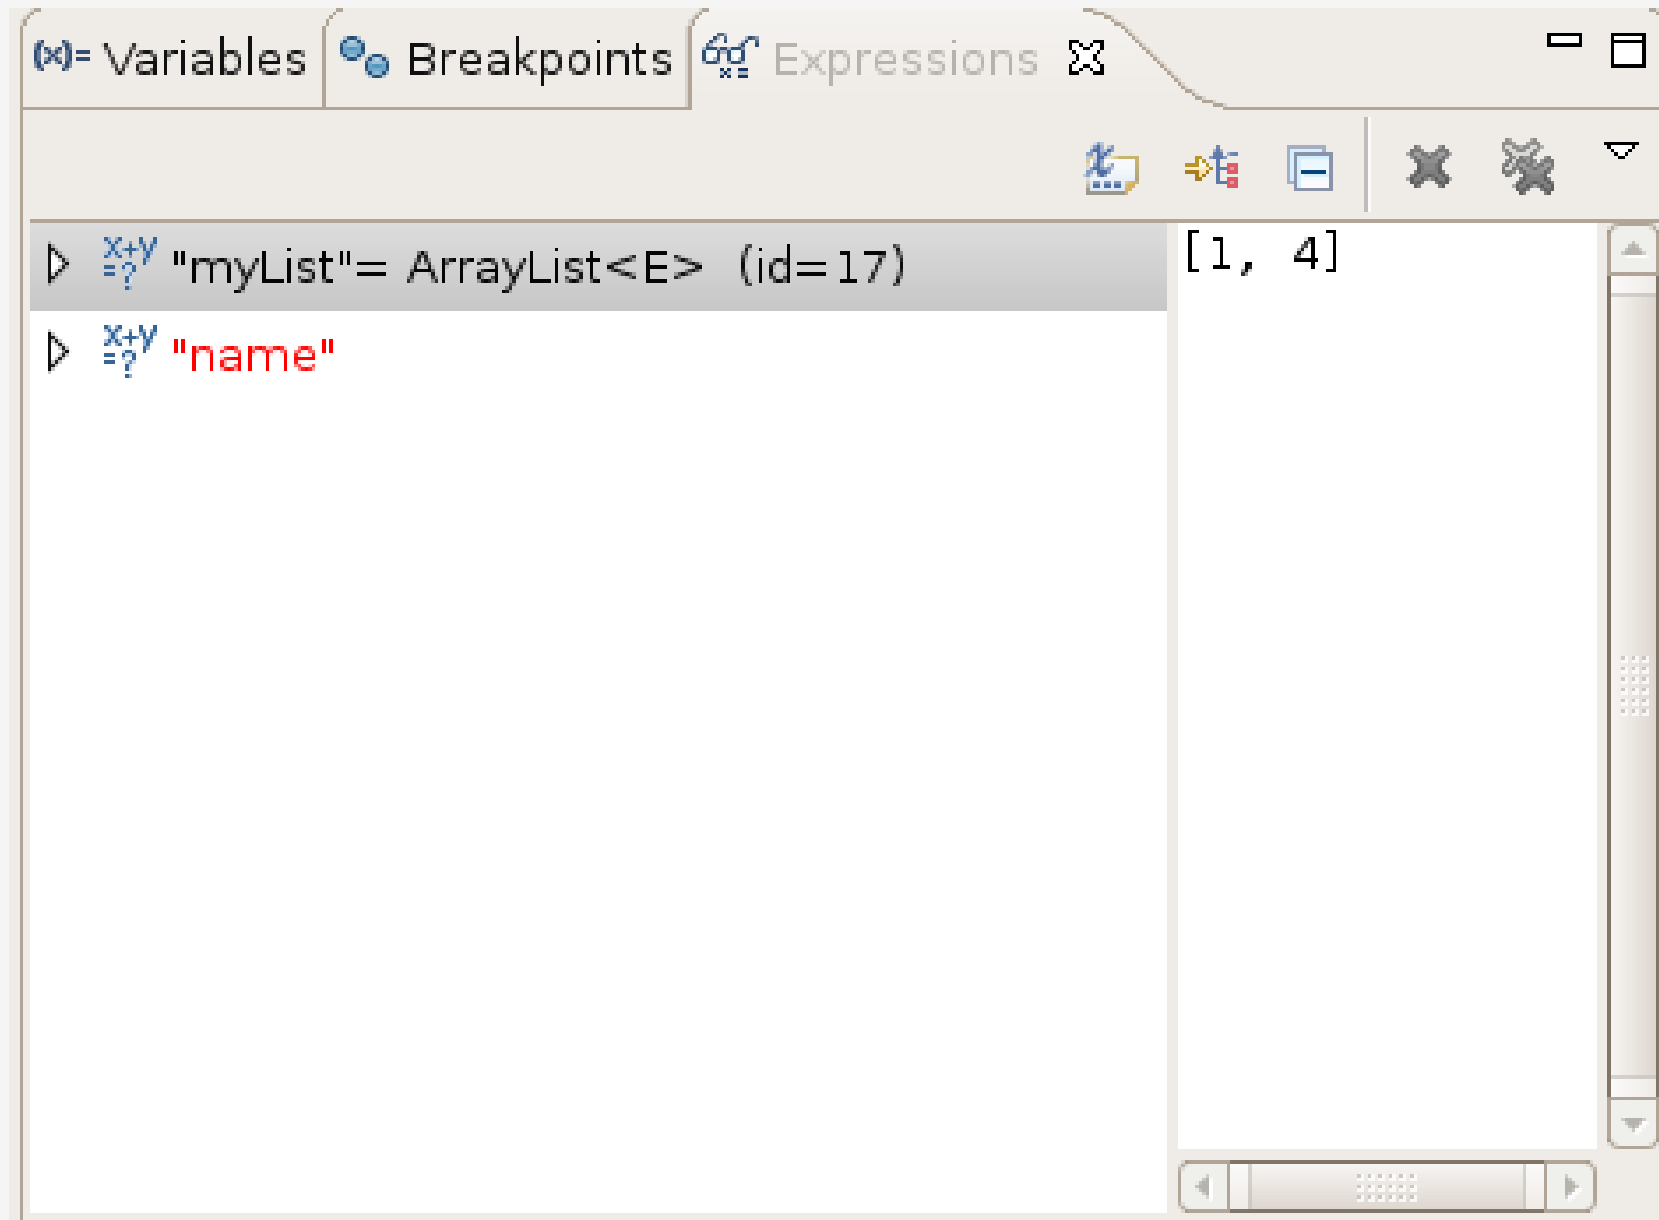 (x)= Variables Breakpoints Expressions
"myList"= ArrayList<E> (id=17)
[1, 4]
"name"